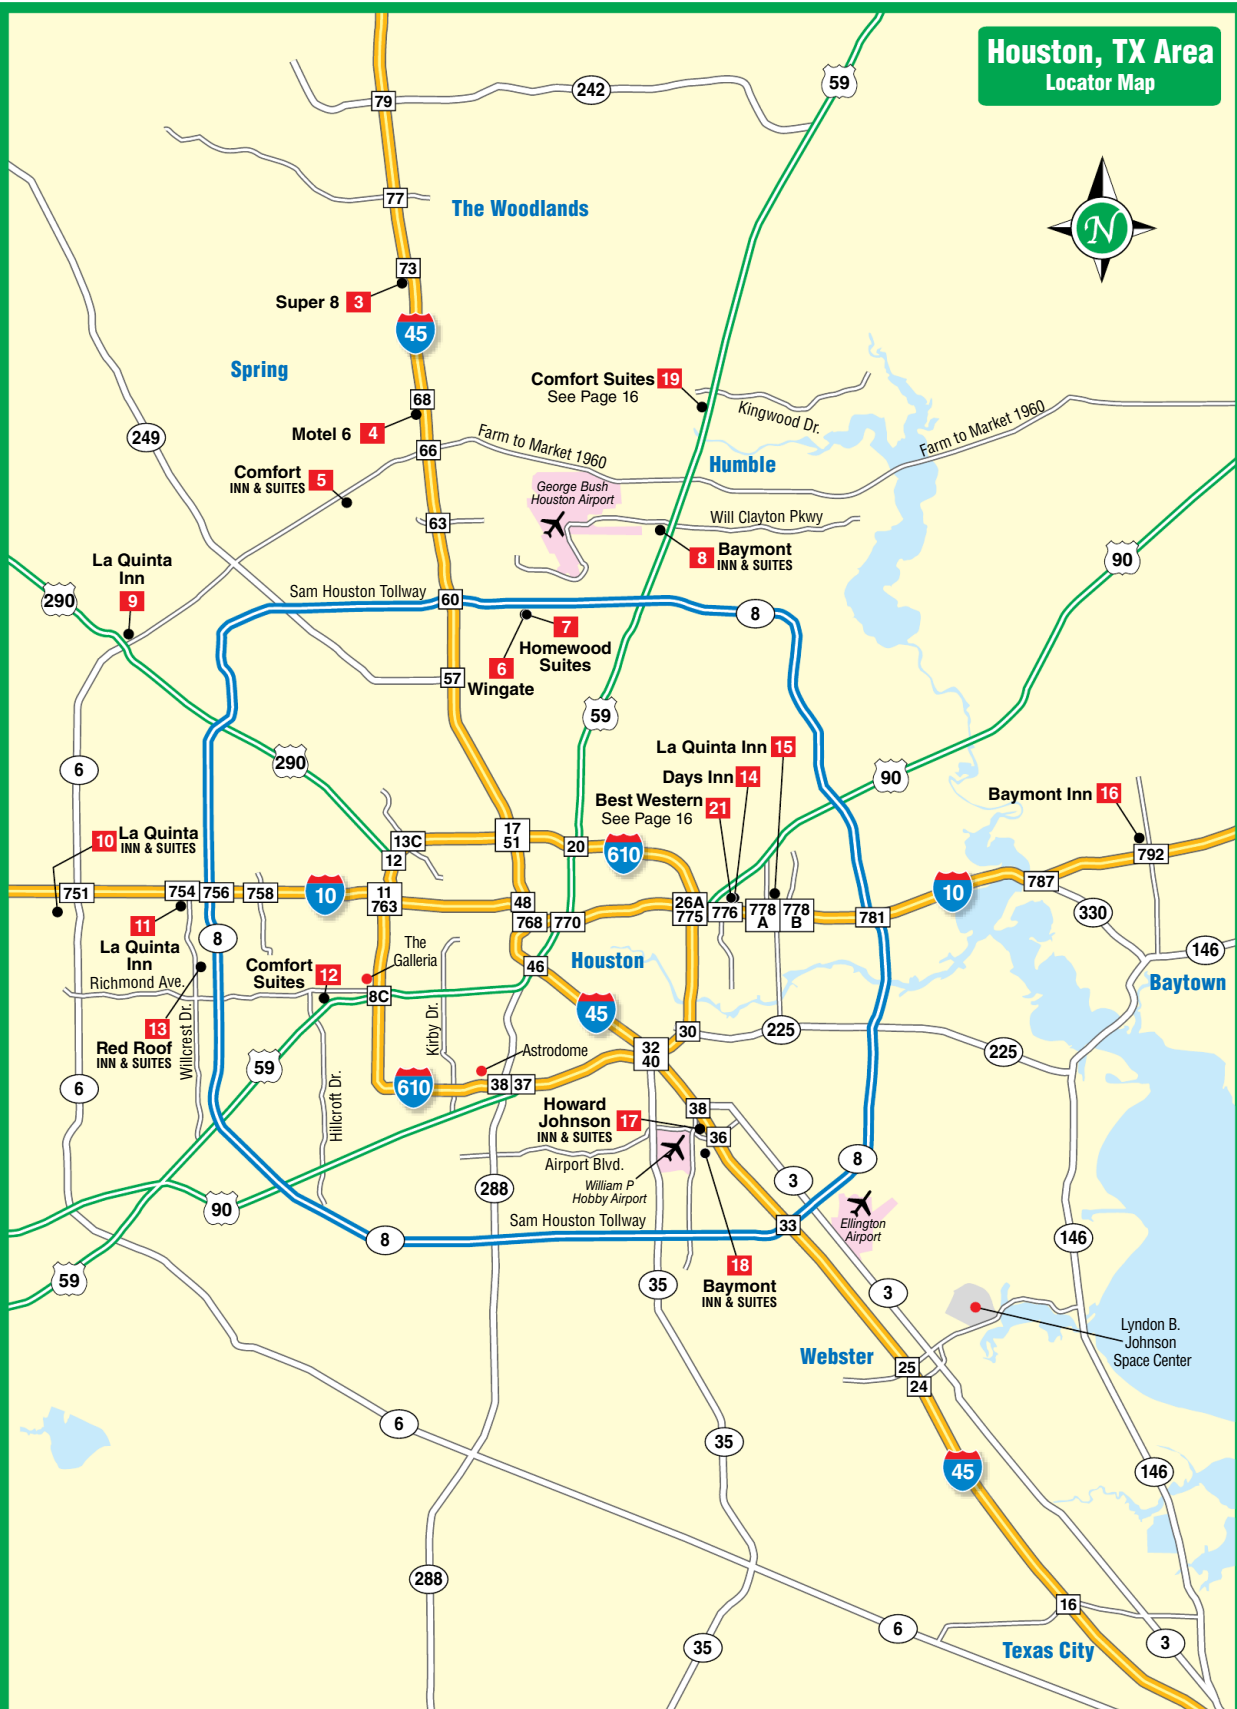 Houston, TX Area
Locator Map
N
59
242
79
77
The Woodlands
73
Super 8 3
45
Spring
Comfort Suites 19
See Page 16
Kingwood Dr.
68
Motel 6 4
249
66
Farm to Market 1960
Farm to Market 1960
Humble
Comfort
INN & SUITES 5
George Bush
Houston Airport
63
Will Clayton Pkwy
8 Baymont
INN & SUITES
90
La Quinta
Inn
9
290
Sam Houston Tollway
60
8
7
Homewood
Suites
6
Wingate
57
59
290
6
La Quinta Inn 15
Days Inn 14
Best Western 21
See Page 16
90
Baymont Inn 16
10 La Quinta
INN & SUITES
13C
12
17
51
20
610
792
751
754
756
758
10
11
763
48
768
770
26A
775
776
778
A
778
B
781
10
787
330
11
La Quinta
Inn
8
The
Galleria
Houston
46
146
Baytown
Richmond Ave.
Comfort
Suites 12
8C
45
13
Red Roof
INN & SUITES
Willcrest Dr.
Kirby Dr.
30
225
32
40
225
59
Astrodome
6
610
38
37
Hillcroft Dr.
Howard
Johnson
INN & SUITES 17
38
36
Airport Blvd.
William P
Hobby Airport
8
3
288
90
Sam Houston Tollway
33
Ellington
Airport
8
146
59
18
Baymont
INN & SUITES
35
3
Lyndon B.
Johnson
Space Center
Webster
25
24
6
35
45
146
288
16
6
35
Texas City
3